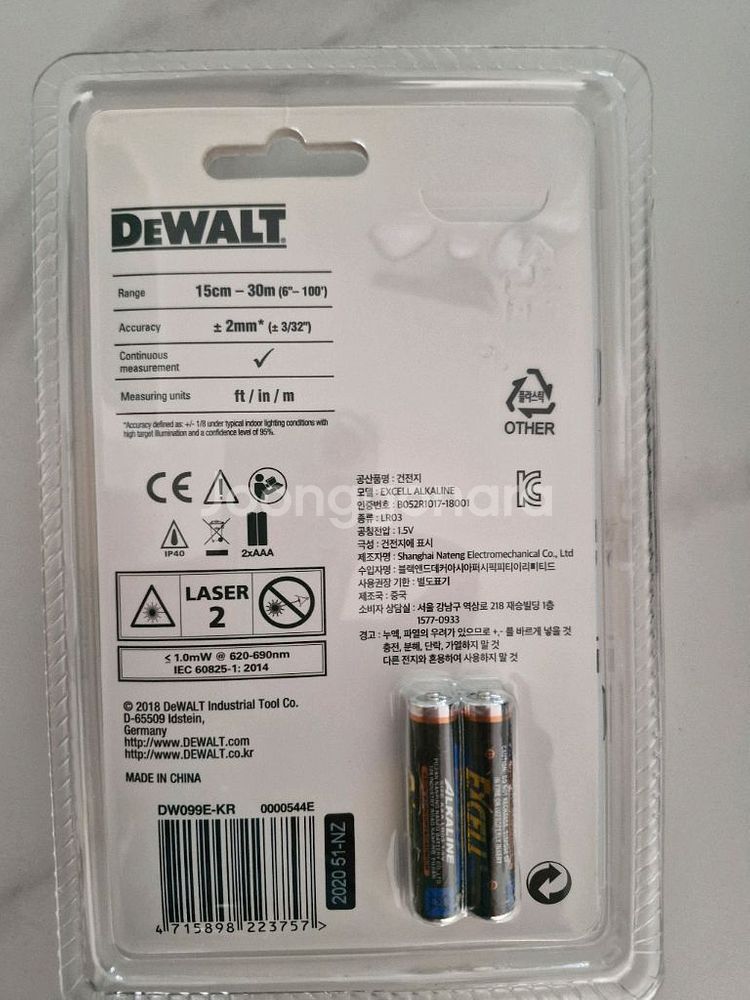 DEWALT
Range 15cm – 30m (6"– 100')
Accuracy ± 2mm* (± 3/32")
Continuous measurement ✓
Measuring units ft / in / m
*Accuracy defined as: +/- 1/8 under typical indoor lighting conditions with
high target illumination and a confidence level of 95%.
플라스틱
OTHER
CE
IP40
2xAAA
LASER
2
≤ 1.0mW @ 620-690nm
IEC 60825-1: 2014
공산품명 : 건전지
모델 : EXCELL ALKALINE
인증번호 : B052R1017-18001
종류 : LR03
공칭전압 : 1.5V
극성 : 건전지에 표시
제조자명 : Shanghai Nateng Electromechanical Co., Ltd
수입자명 : 블랙앤드데커아시아퍼시픽피티이리미티드
사용권장 기한 : 별도표기
제조국 : 중국
소비자 상담실 : 서울 강남구 역삼로 218 재승빌딩 1층
1577-0933
경고 : 누액, 파열의 우려가 있으므로 +,- 를 바르게 넣을 것
충전, 분해, 단락, 가열하지 말 것
다른 전지와 혼용하여 사용하지 말 것
© 2018 DEWALT Industrial Tool Co.
D-65509 Idstein,
Germany
http://www.DEWALT.com
http://www.DEWALT.co.kr
MADE IN CHINA
DW099E-KR 0000544E
2020 51-NZ
4 715898 223757 >
ALKALINE
EXCELL
joongna